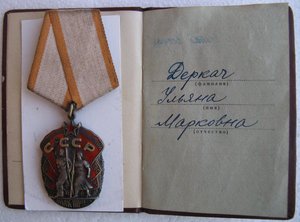 СССР
Деркач
(фамилия)
Ульяна
(имя)
Марковна
(отчество)